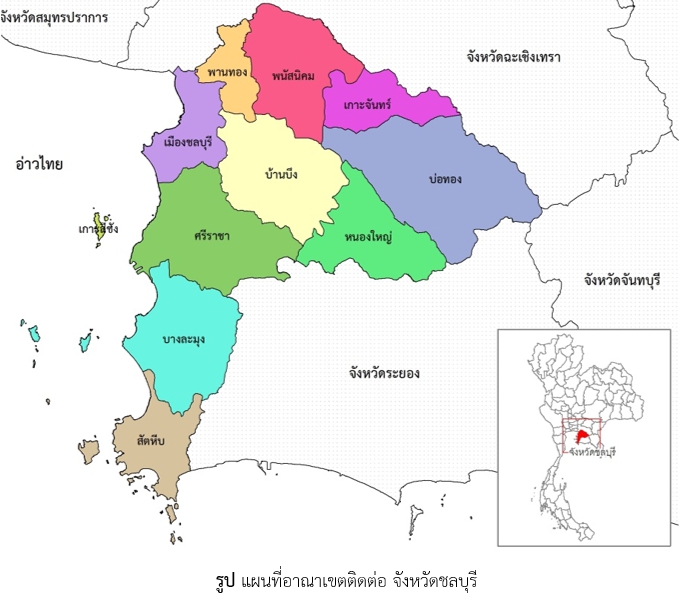 จังหวัดสมุทรปราการ
จังหวัดฉะเชิงเทรา
พานทอง
พนัสนิคม
เกาะจันทร์
เมืองชลบุรี
อ่าวไทย
บ้านบึง
บ่อทอง
เกาะสีชัง
ศรีราชา
หนองใหญ่
จังหวัดจันทบุรี
บางละมุง
จังหวัดระยอง
สัตหีบ
จังหวัดชลบุรี
รูป แผนที่อาณาเขตติดต่อ จังหวัดชลบุรี